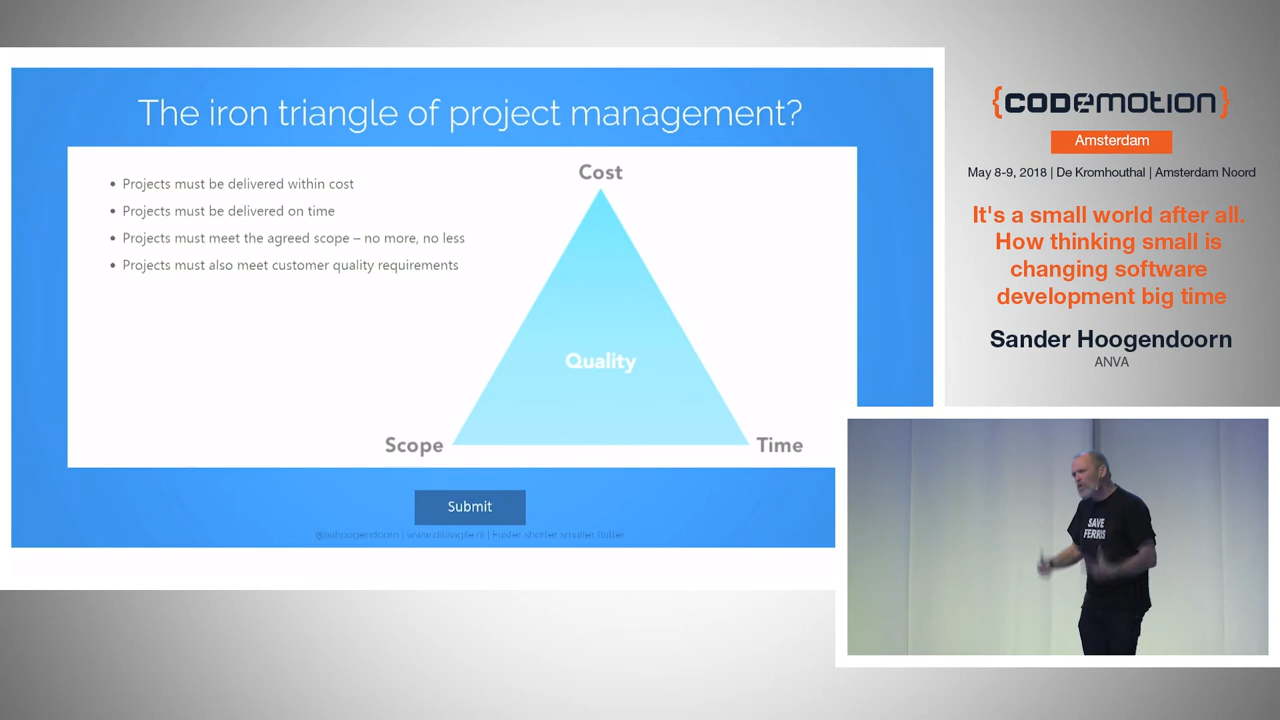 The iron triangle of project management?
• Projects must be delivered within cost
• Projects must be delivered on time
• Projects must meet the agreed scope – no more, no less
• Projects must also meet customer quality requirements
Cost
Quality
Scope
Time
Submit
{CODEMOTION}
Amsterdam
May 8-9, 2018 | De Kromhouthal | Amsterdam Noord
It's a small world after all.
How thinking small is
changing software
development big time
Sander Hoogendoorn
ANVA
SAVE
FERRIS